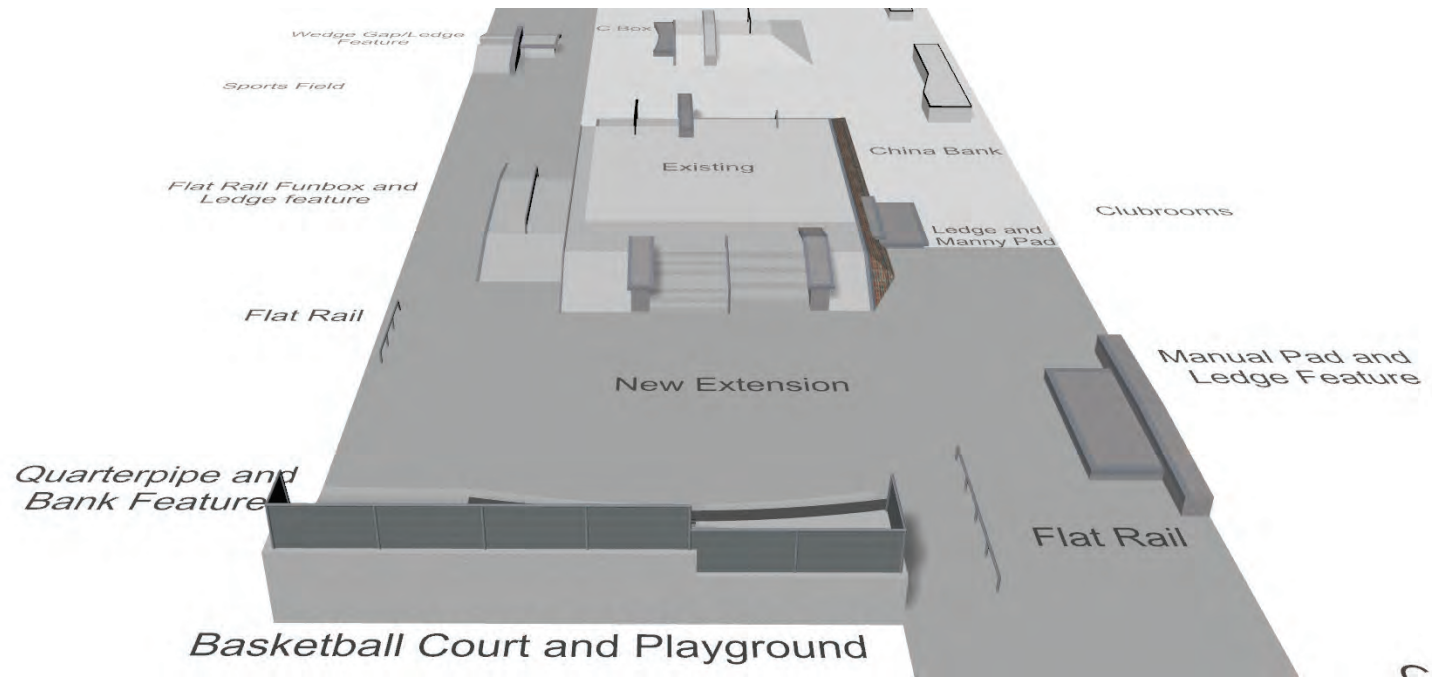 Wedge Gap/Ledge
Feature
C Box
Sports Field
China Bank
Existing
Flat Rail Funbox and
Ledge feature
Clubrooms
Ledge and
Manny Pad
Flat Rail
Manual Pad and
Ledge Feature
New Extension
Quarterpipe and
Bank Feature
Flat Rail
Basketball Court and Playground